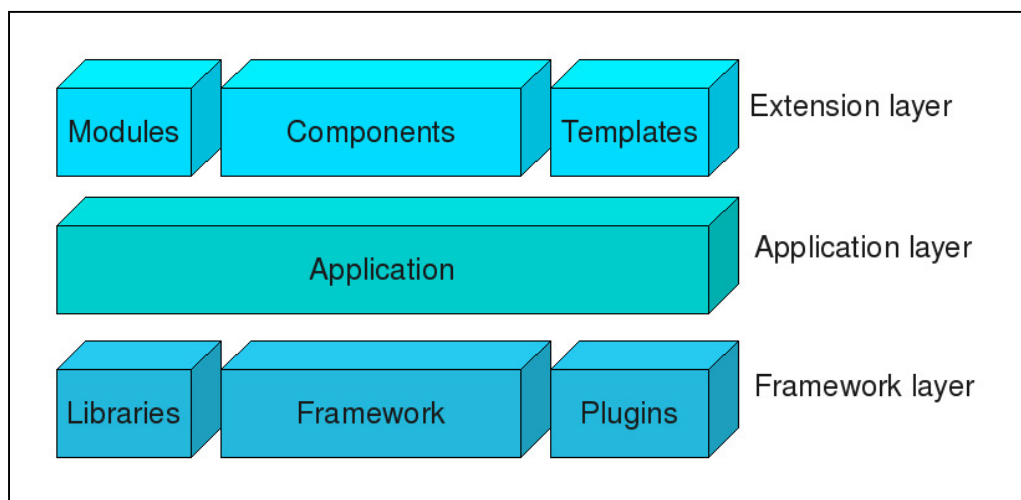 Modules
Components
Templates
Extension layer
Application
Application layer
Libraries
Framework
Plugins
Framework layer